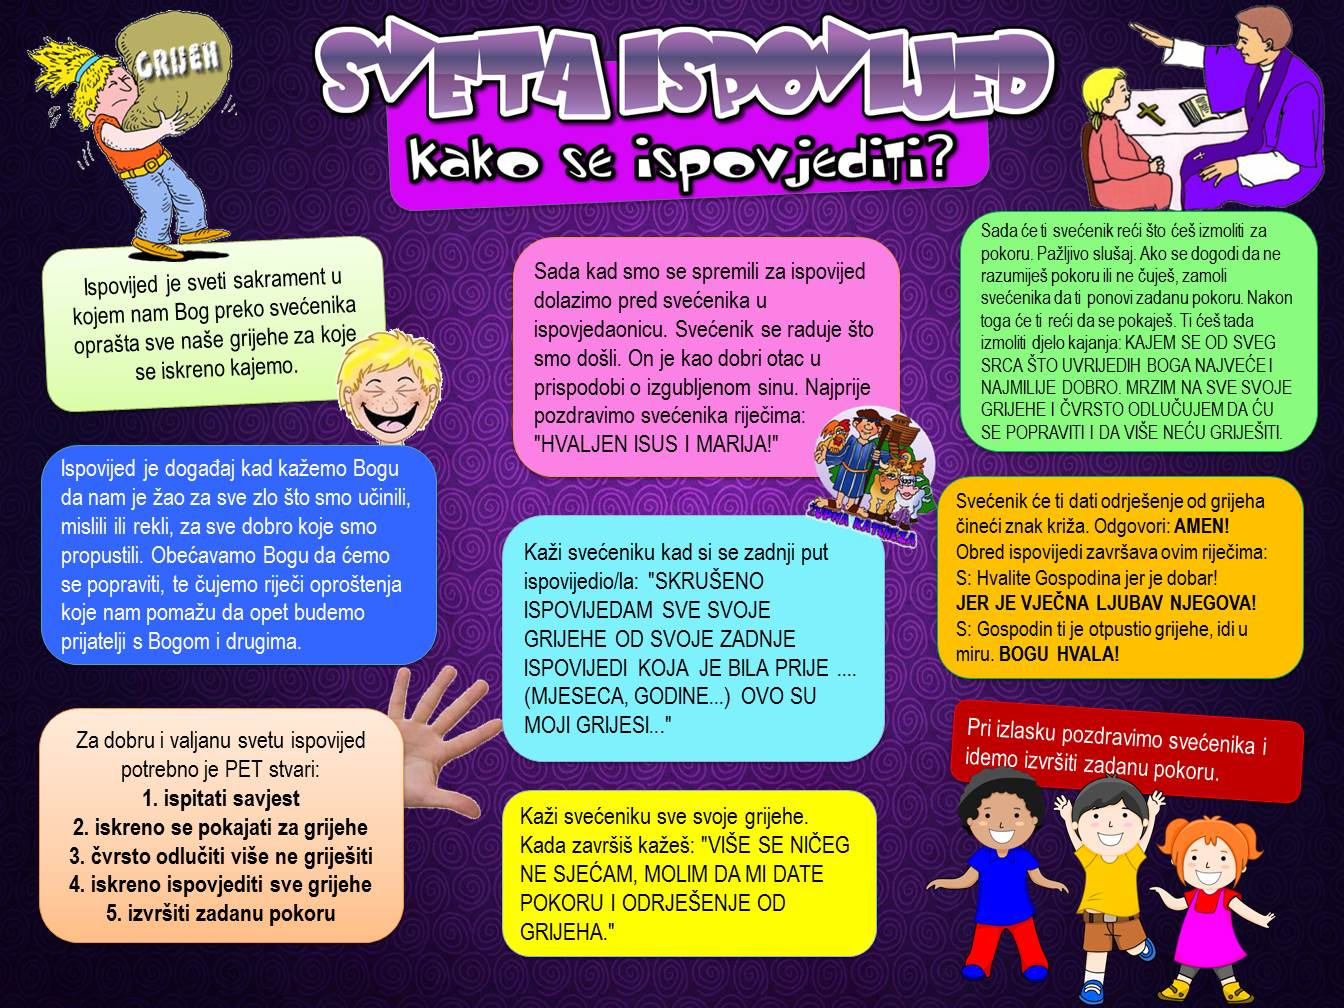 GRIJEH
SVETA ISPOVIJED
kako se ispovjediti?
Ispovijed je sveti sakrament u
kojem nam Bog preko svećenika
oprašta sve naše grijehe za koje
se iskreno kajemo.
Ispovijed je događaj kad kažemo Bogu
da nam je žao za sve zlo što smo učinili,
mislili ili rekli, za sve dobro koje smo
propustili. Obećavamo Bogu da ćemo
se popraviti, te čujemo riječi oproštenja
koje nam pomažu da opet budemo
prijatelji s Bogom i drugima.
Za dobru i valjanu svetu ispovijed
potrebno je PET stvari:
1. ispitati savjest
2. iskreno se pokajati za grijehe
3. čvrsto odlučiti više ne griješiti
4. iskreno ispovjediti sve grijehe
5. izvršiti zadanu pokoru
Sada kad smo se spremili za ispovijed
dolazimo pred svećenika u
ispovjedaonicu. Svećenik se raduje što
smo došli. On je kao dobri otac u
prispodobi o izgubljenom sinu. Najprije
pozdravimo svećenika riječima:
"HVALJEN ISUS I MARIJA!"
ŽUPNA KATEHEZA
Kaži svećeniku kad si se zadnji put
ispovijedio/la: "SKRUŠENO
ISPOVIJEDAM SVE SVOJE
GRIJEHE OD SVOJE ZADNJE
ISPOVIJEDI KOJA JE BILA PRIJE ....
(MJESECA, GODINE...) OVO SU
MOJI GRIJESI..."
Kaži svećeniku sve svoje grijehe.
Kada završiš kažeš: "VIŠE SE NIČEG
NE SJEĆAM, MOLIM DA MI DATE
POKORU I ODRJEŠENJE OD
GRIJEHA."
Sada će ti svećenik reći što ćeš izmoliti za
pokoru. Pažljivo slušaj. Ako se dogodi da ne
razumiješ pokoru ili ne čuješ, zamoli
svećenika da ti ponovi zadanu pokoru. Nakon
toga će ti reći da se pokaješ. Ti ćeš tada
izmoliti djelo kajanja: KAJEM SE OD SVEG
SRCA ŠTO UVRIJEDIH BOGA NAJVEĆE I
NAJMILIJE DOBRO. MRZIM NA SVE SVOJE
GRIJEHE I ČVRSTO ODLUČUJEM DA ĆU
SE POPRAVITI I DA VIŠE NEĆU GRIJEŠITI.
Svećenik će ti dati odrješenje od grijeha
čineći znak križa. Odgovori: AMEN!
Obred ispovijedi završava ovim riječima:
S: Hvalite Gospodina jer je dobar!
JER JE VJEČNA LJUBAV NJEGOVA!
S: Gospodin ti je otpustio grijehe, idi u
miru. BOGU HVALA!
Pri izlasku pozdravimo svećenika i
idemo izvršiti zadanu pokoru.